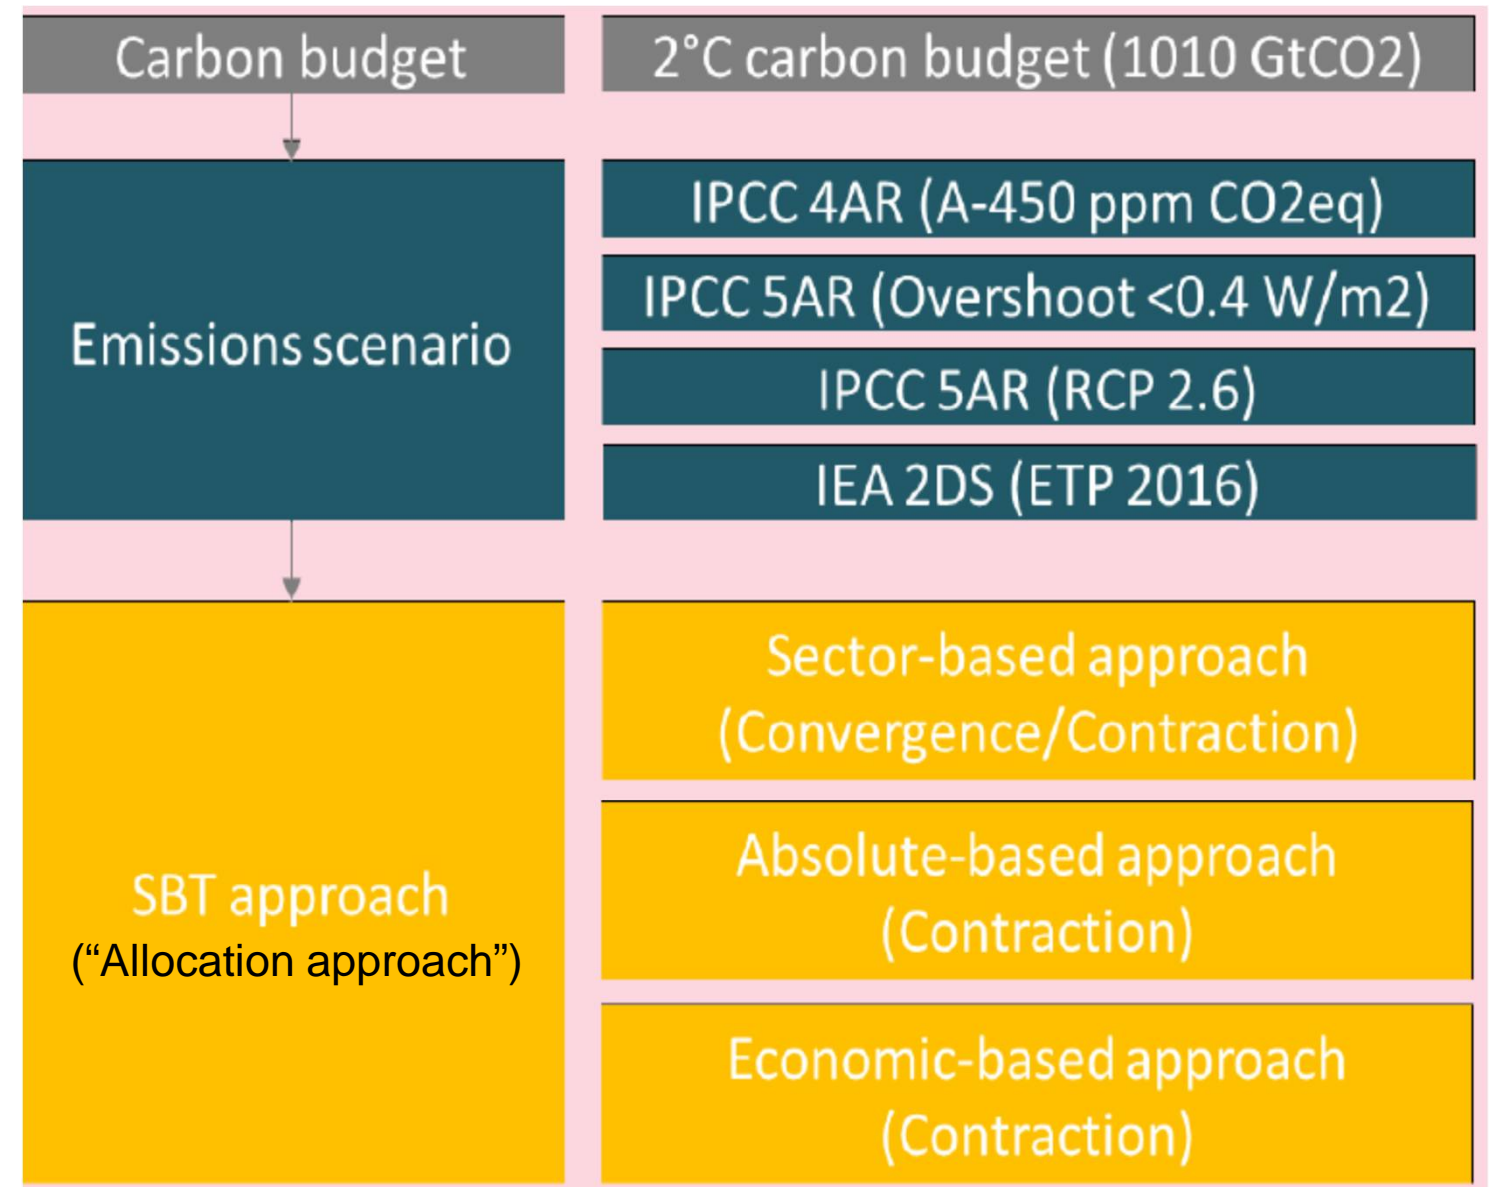 Carbon budget
2°C carbon budget (1010 GtCO2)
Emissions scenario
IPCC 4AR (A-450 ppm CO2eq)
IPCC 5AR (Overshoot <0.4 W/m2)
IPCC 5AR (RCP 2.6)
IEA 2DS (ETP 2016)
SBT approach
(“Allocation approach”)
Sector-based approach
(Convergence/Contraction)
Absolute-based approach
(Contraction)
Economic-based approach
(Contraction)